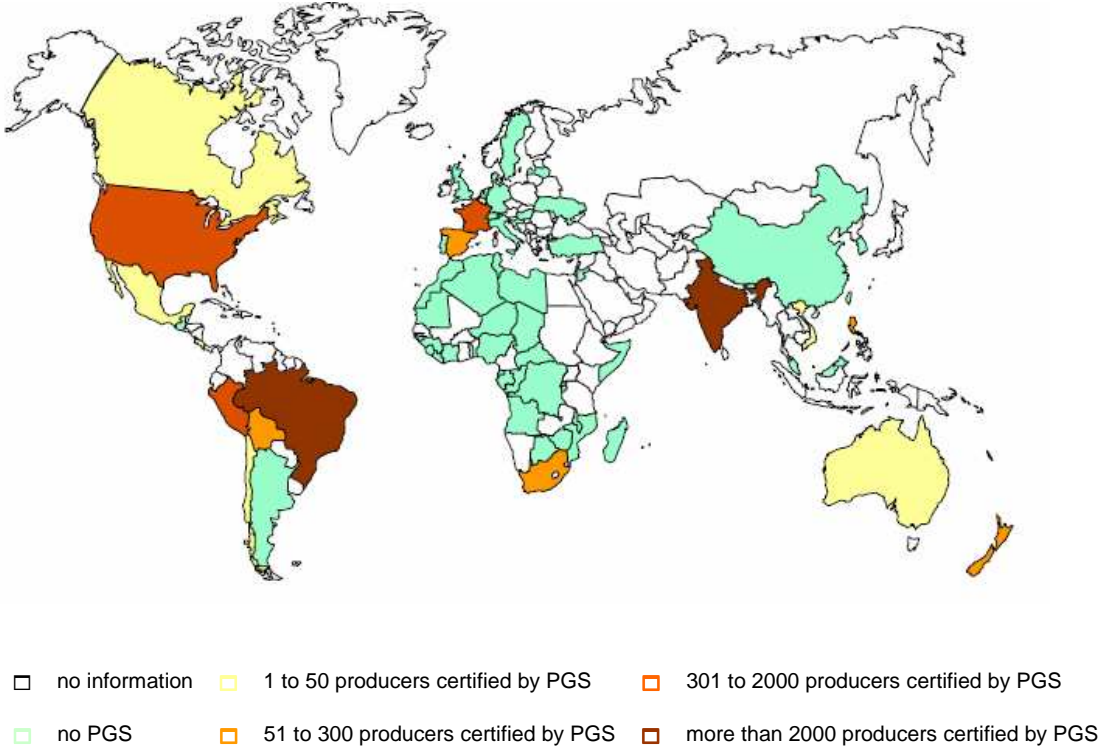 no information 1 to 50 producers certified by PGS 301 to 2000 producers certified by PGS
no PGS 51 to 300 producers certified by PGS more than 2000 producers certified by PGS